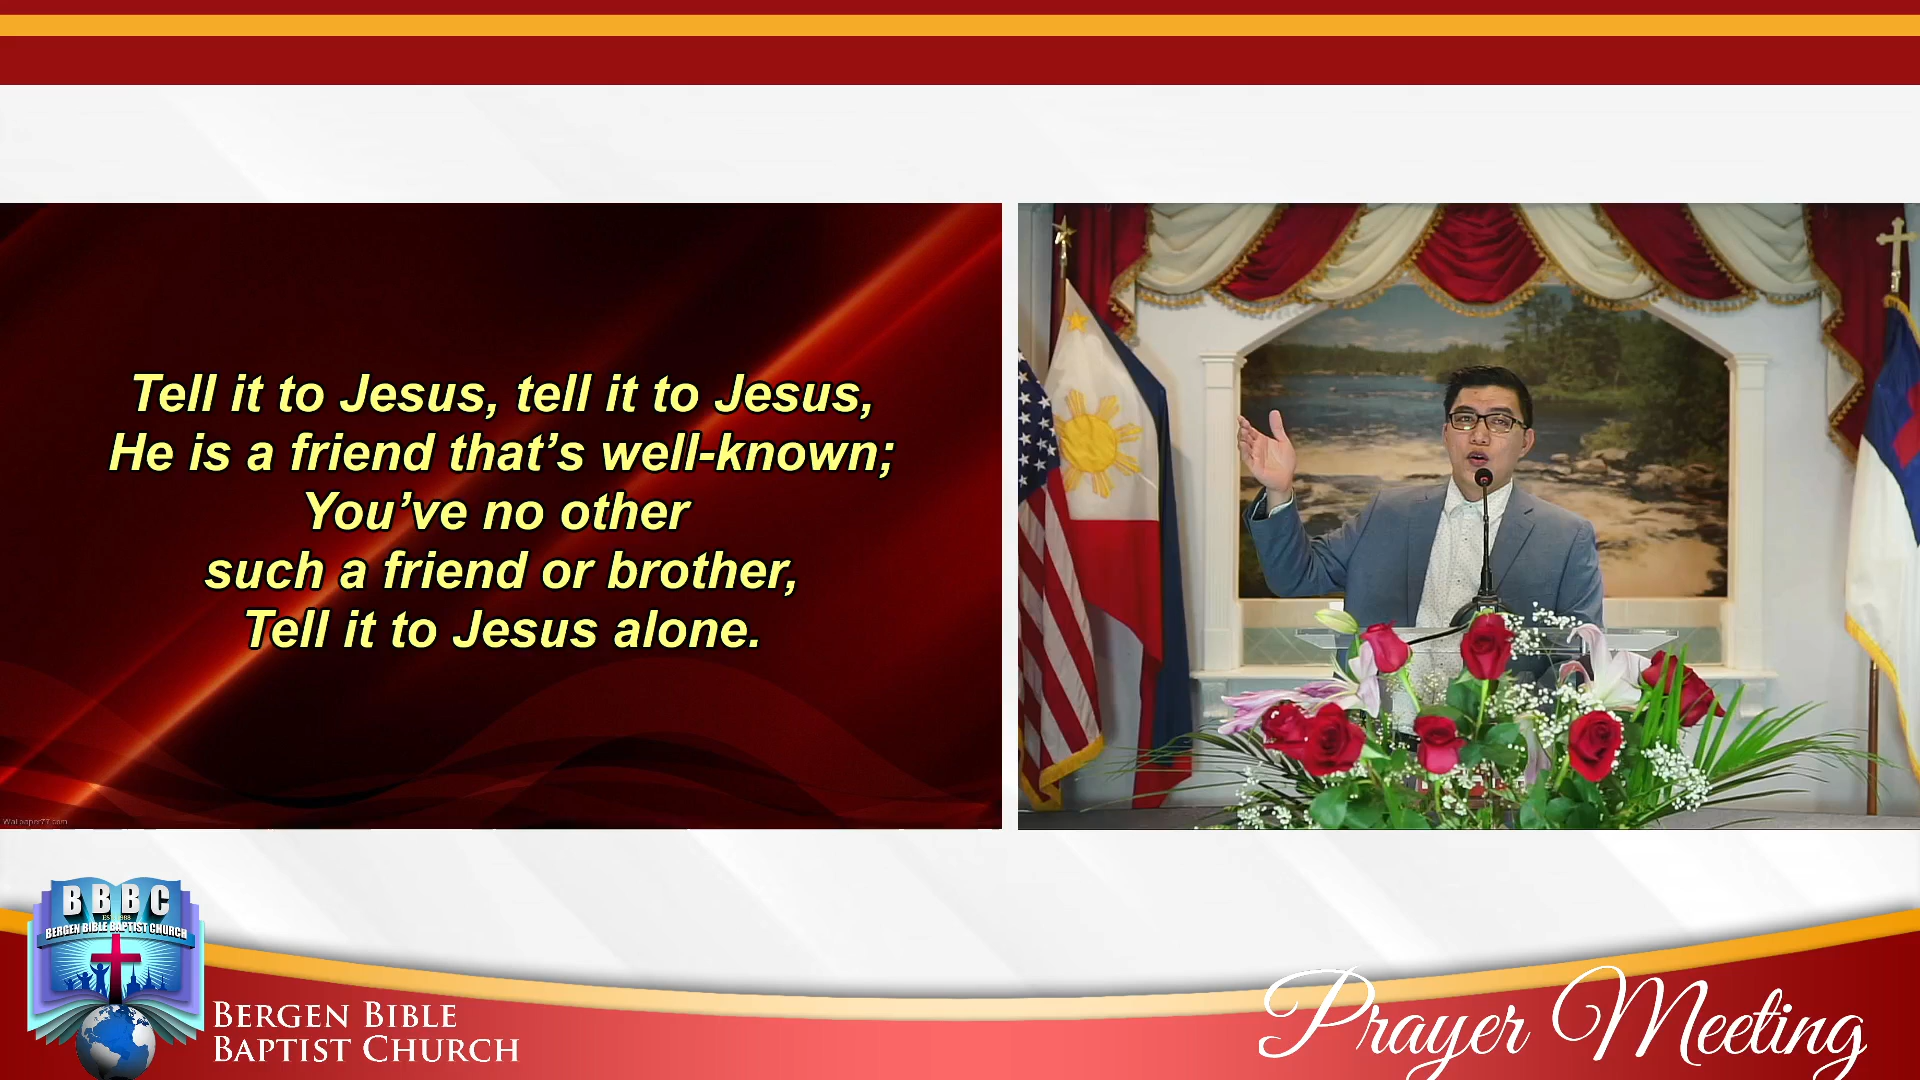 Tell it to Jesus, tell it to Jesus,
He is a friend that’s well-known;
You’ve no other
such a friend or brother,
Tell it to Jesus alone.
Wallpaper77.com
BBBC
BERGEN BIBLE BAPTIST CHURCH
BERGEN BIBLE
BAPTIST CHURCH
Prayer Meeting